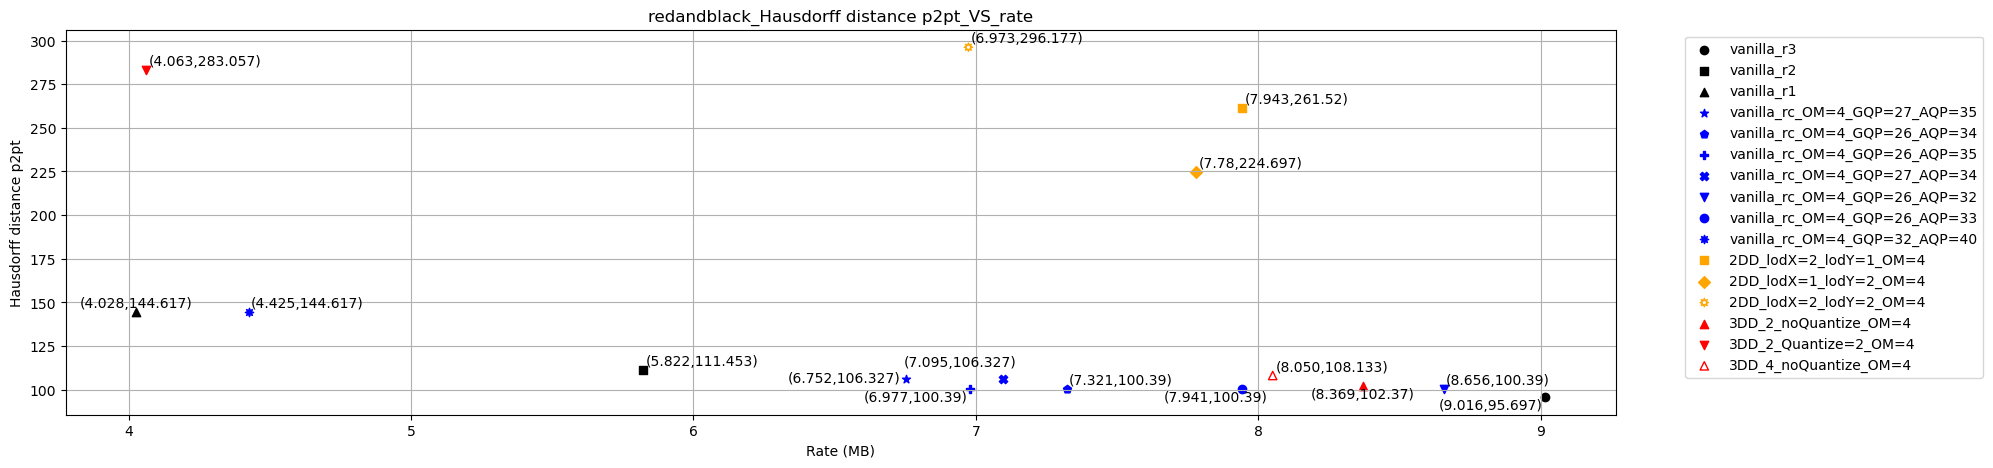 redandblack_Hausdorff distance p2pt_VS_rate
Hausdorff distance p2pt
300
275
250
225
200
175
150
125
100
(6.973,296.177)
(4.063,283.057)
(7.943,261.52)
(7.78,224.697)
(4.028,144.617)
(4.425,144.617)
(5.822,111.453)
(7.095,106.327)
(8.050,108.133)
(6.752,106.327)
(7.321,100.39)
(8.656,100.39)
(6.977,100.39)
(7.941,100.39)
(8.369,102.37)
(9.016,95.697)
4
5
6
7
8
9
Rate (MB)
vanilla_r3
vanilla_r2
vanilla_r1
vanilla_rc_OM=4_GQP=27_AQP=35
vanilla_rc_OM=4_GQP=26_AQP=34
vanilla_rc_OM=4_GQP=26_AQP=35
vanilla_rc_OM=4_GQP=27_AQP=34
vanilla_rc_OM=4_GQP=26_AQP=32
vanilla_rc_OM=4_GQP=26_AQP=33
vanilla_rc_OM=4_GQP=32_AQP=40
2DD_lodX=2_lodY=1_OM=4
2DD_lodX=1_lodY=2_OM=4
2DD_lodX=2_lodY=2_OM=4
3DD_2_noQuantize_OM=4
3DD_2_Quantize=2_OM=4
3DD_4_noQuantize_OM=4